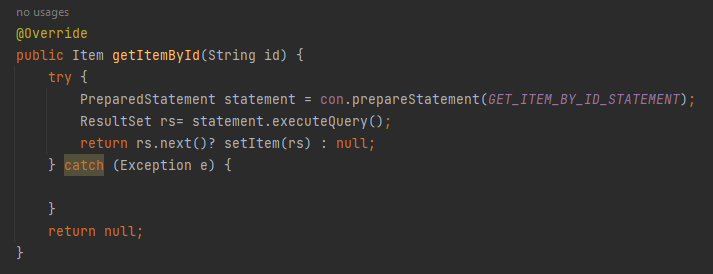 no usages
@Override
public Item getItemById(String id) {
    try {
        PreparedStatement statement = con.prepareStatement(GET_ITEM_BY_ID_STATEMENT);
        ResultSet rs= statement.executeQuery();
        return rs.next()? setItem(rs) : null;
    } catch (Exception e) {

    }
    return null;
}